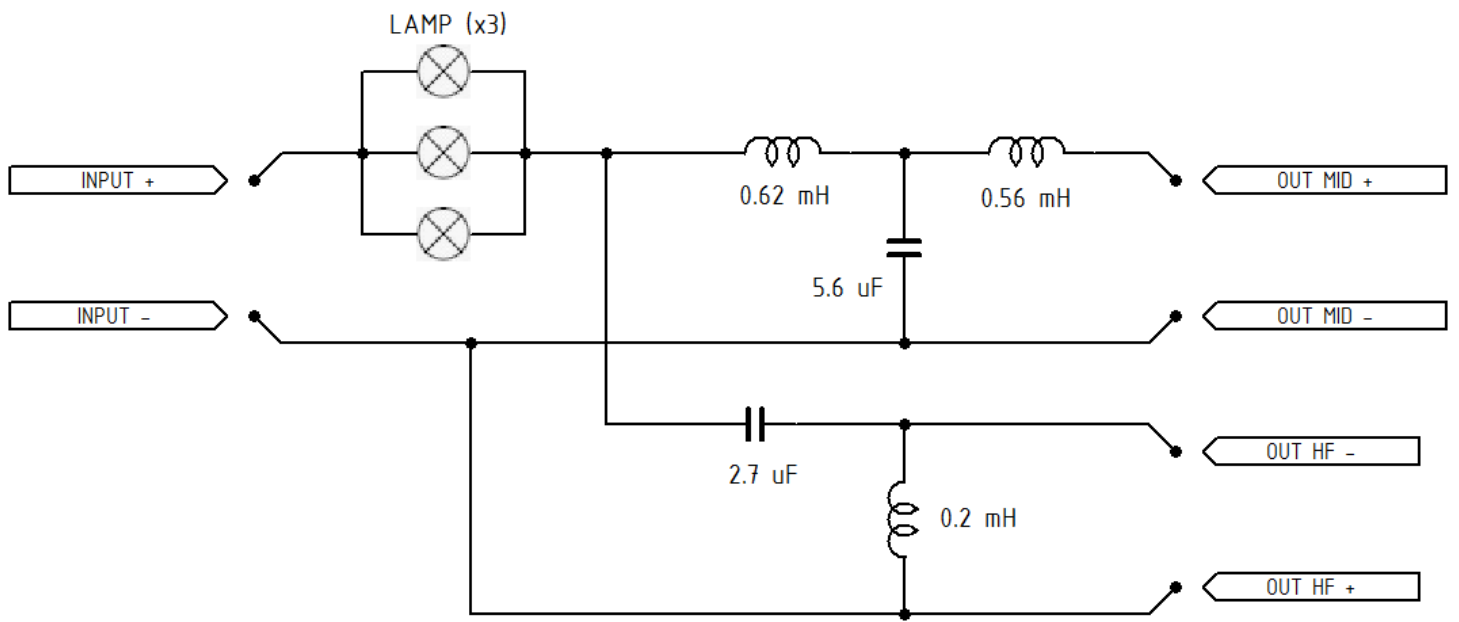 LAMP (x3)
INPUT +
OUT MID +
0.62 mH
0.56 mH
5.6 uF
INPUT -
OUT MID -
OUT HF -
2.7 uF
0.2 mH
OUT HF +